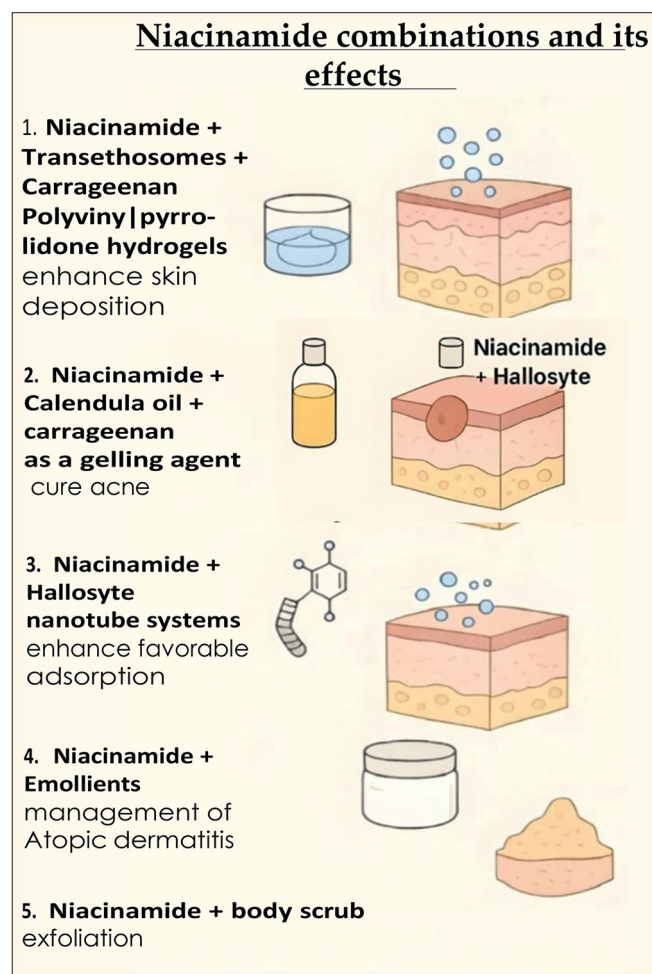 Niacinamide combinations and its
effects
1. Niacinamide +
Transethosomes +
Carrageenan
Polyviny|pyrro-
lidone hydrogels
enhance skin
deposition
Niacinamide
+ Hallosyte
2. Niacinamide +
Calendula oil +
carrageenan
as a gelling agent
cure acne
3. Niacinamide +
Hallosyte
nanotube systems
enhance favorable
adsorption
4. Niacinamide +
Emollients
management of
Atopic dermatitis
5. Niacinamide + body scrub
exfoliation